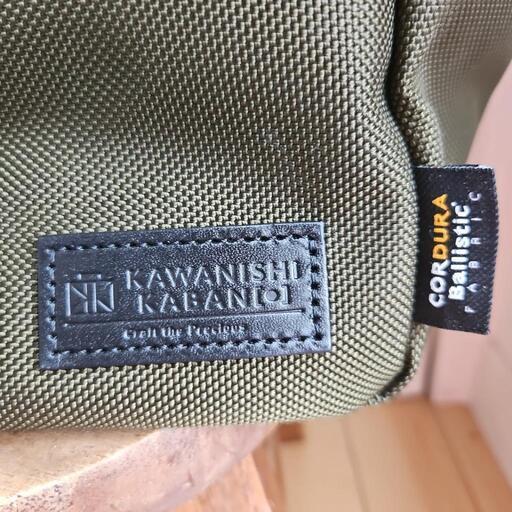 KAWANISHI
KABAN
Craft the Precious
CORDURA
Ballistic
FABRIC